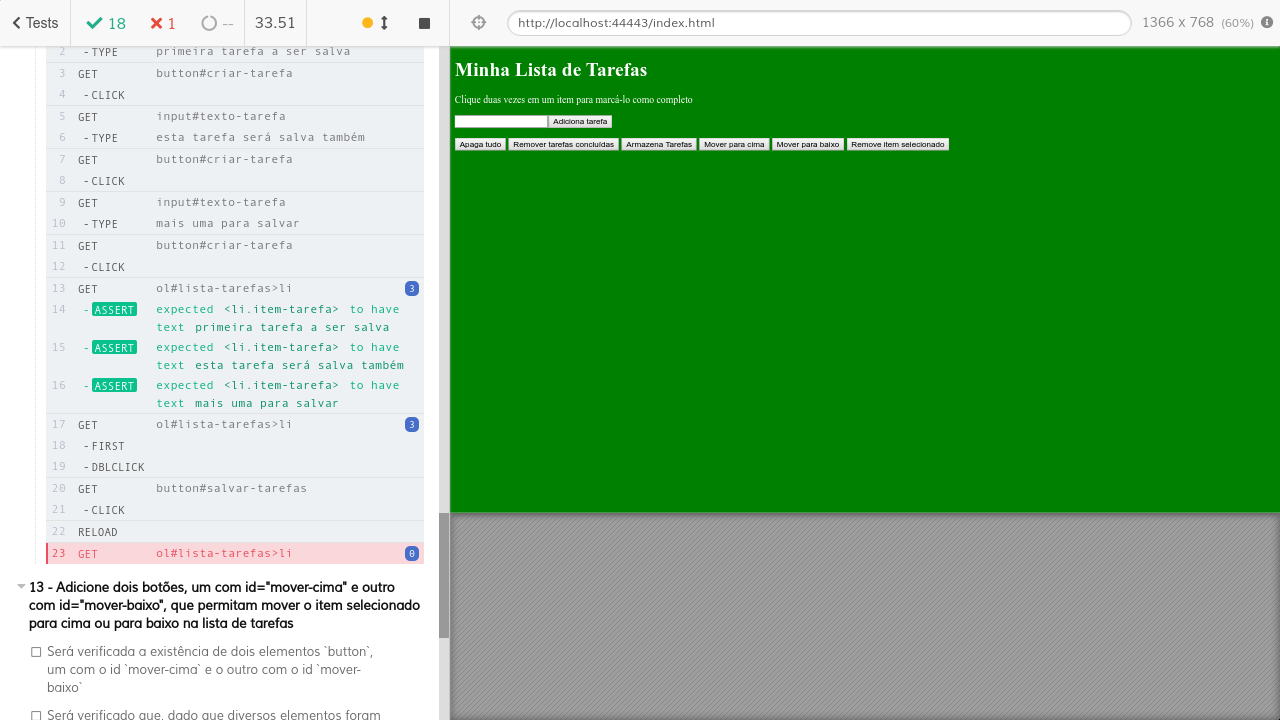 Tests 18 1 -- 33.51 http://localhost:44443/index.html 1366 x 768 (60%)
2 -TYPE primeira tarefa a ser salva
3 GET button#criar-tarefa
4 -CLICK
5 GET input#texto-tarefa
6 -TYPE esta tarefa será salva também
7 GET button#criar-tarefa
8 -CLICK
9 GET input#texto-tarefa
10 -TYPE mais uma para salvar
11 GET button#criar-tarefa
12 -CLICK
13 GET ol#lista-tarefas>li 3
14 -ASSERT expected <li.item-tarefa> to have
text primeira tarefa a ser salva
15 -ASSERT expected <li.item-tarefa> to have
text esta tarefa será salva também
16 -ASSERT expected <li.item-tarefa> to have
text mais uma para salvar
17 GET ol#lista-tarefas>li 3
18 -FIRST
19 -DBLCLICK
20 GET button#salvar-tarefas
21 -CLICK
22 RELOAD
23 GET ol#lista-tarefas>li 0
13 - Adicione dois botões, um com id="mover-cima" e outro
com id="mover-baixo", que permitam mover o item selecionado
para cima ou para baixo na lista de tarefas
Será verificada a existência de dois elementos `button`,
um com o id `mover-cima` e o outro com o id `mover-
baixo`
Será verificado que, dado que diversos elementos foram
Minha Lista de Tarefas
Clique duas vezes em um item para marcá-lo como completo
Adiciona tarefa
Apaga tudo Remover tarefas concluídas Armazena Tarefas Mover para cima Mover para baixo Remove item selecionado